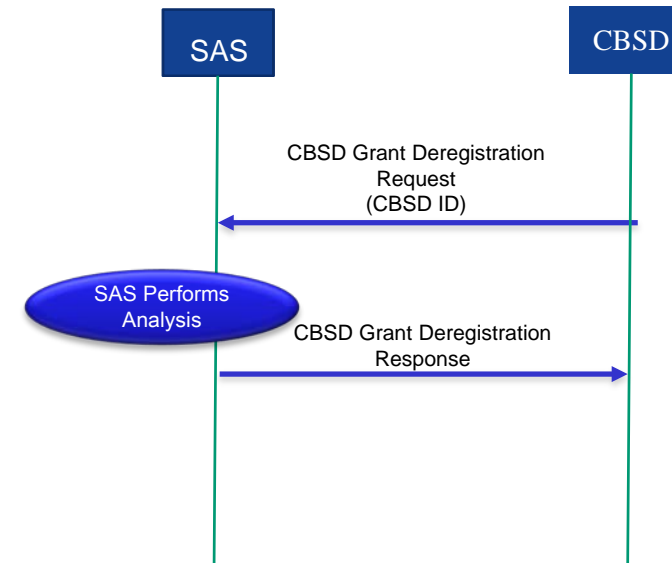 SAS
CBSD
CBSD Grant Deregistration
Request
(CBSD ID)
SAS Performs
Analysis
CBSD Grant Deregistration
Response